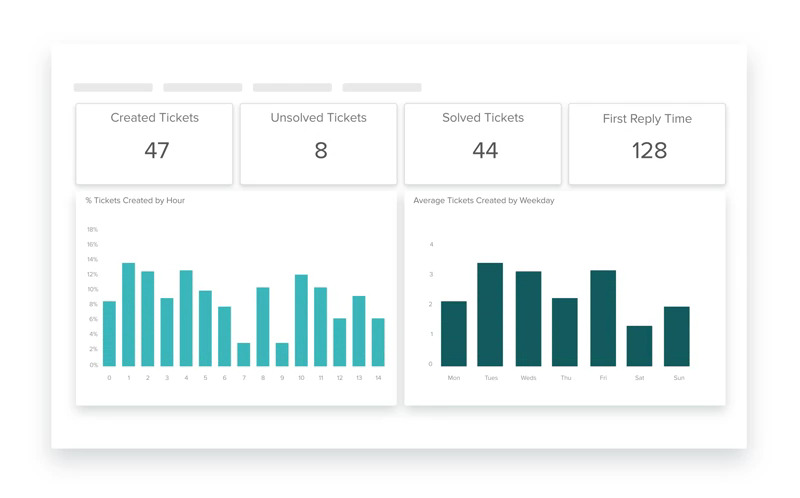 Created Tickets
47
Unsolved Tickets
8
Solved Tickets
44
First Reply Time
128
% Tickets Created by Hour
18%
16%
14%
12%
10%
8%
6%
4%
2%
0%
0 1 2 3 4 5 6 7 8 9 10 11 12 13 14
Average Tickets Created by Weekday
4
3
2
1
0
Mon Tues Weds Thu Fri Sat Sun